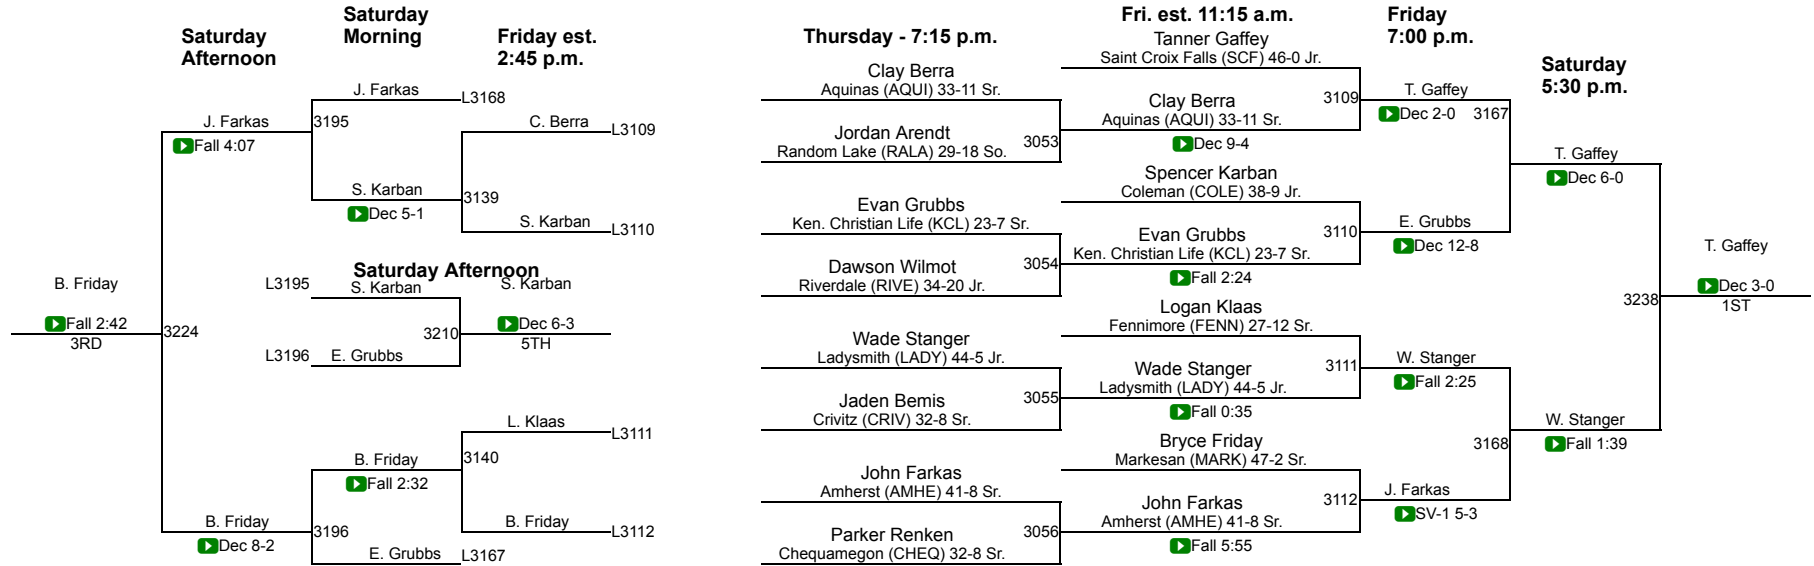 Saturday
Afternoon
Saturday
Morning
Friday est.
2:45 p.m.
J. Farkas
L3168
J. Farkas
3195
Fall 4:07
C. Berra
L3109
S. Karban
3139
Dec 5-1
S. Karban
L3110
Saturday Afternoon
B. Friday
L3195
S. Karban
S. Karban
Fall 2:42
3RD
3224
3210
Dec 6-3
5TH
L3196
E. Grubbs
L. Klaas
L3111
B. Friday
3140
Fall 2:32
B. Friday
3196
Dec 8-2
B. Friday
L3112
E. Grubbs
L3167
Thursday - 7:15 p.m.
Clay Berra
Aquinas (AQUI) 33-11 Sr.
Jordan Arendt
Random Lake (RALA) 29-18 So.
3053
Evan Grubbs
Ken. Christian Life (KCL) 23-7 Sr.
Dawson Wilmot
Riverdale (RIVE) 34-20 Jr.
3054
Wade Stanger
Ladysmith (LADY) 44-5 Jr.
Jaden Bemis
Crivitz (CRIV) 32-8 Sr.
3055
John Farkas
Amherst (AMHE) 41-8 Sr.
Parker Renken
Chequamegon (CHEQ) 32-8 Sr.
3056
Fri. est. 11:15 a.m.
Tanner Gaffey
Saint Croix Falls (SCF) 46-0 Jr.
Clay Berra
Aquinas (AQUI) 33-11 Sr.
3109
Dec 9-4
Spencer Karban
Coleman (COLE) 38-9 Jr.
Evan Grubbs
Ken. Christian Life (KCL) 23-7 Sr.
3110
Fall 2:24
Logan Klaas
Fennimore (FENN) 27-12 Sr.
Wade Stanger
Ladysmith (LADY) 44-5 Jr.
3111
Fall 0:35
Bryce Friday
Markesan (MARK) 47-2 Sr.
John Farkas
Amherst (AMHE) 41-8 Sr.
3112
Fall 5:55
Friday
7:00 p.m.
T. Gaffey
Dec 2-0
3167
E. Grubbs
Dec 12-8
W. Stanger
Fall 2:25
3168
J. Farkas
SV-1 5-3
Saturday
5:30 p.m.
T. Gaffey
Dec 6-0
3238
W. Stanger
Fall 1:39
T. Gaffey
Dec 3-0
1ST